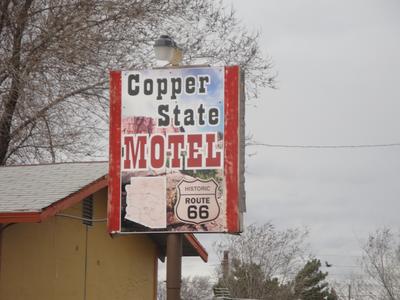 Copper
State
MOTEL
HISTORIC
ROUTE
66